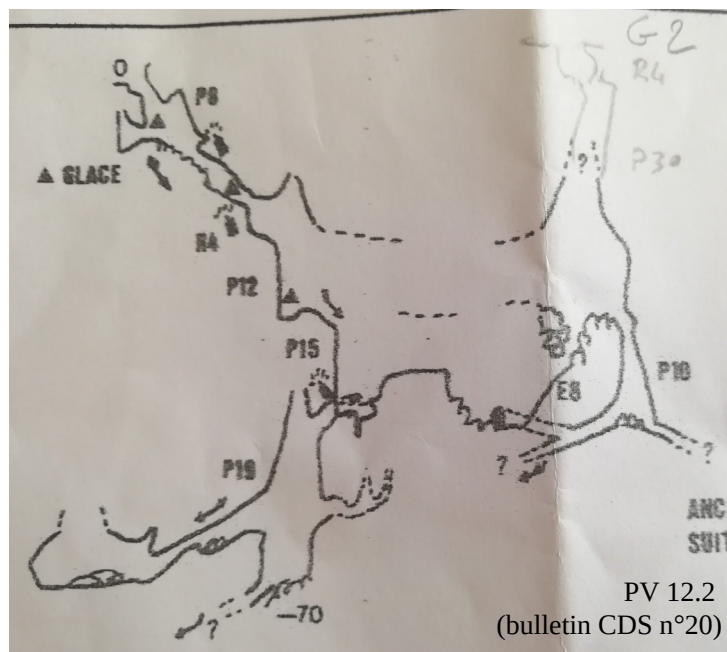 G2
O
P8
R4
?
P30
▲ GLACE
R4
P12
P15
P10
E8
P19
?
?
ANC
SUIT
PV 12.2
-70
?
(bulletin CDS n°20)